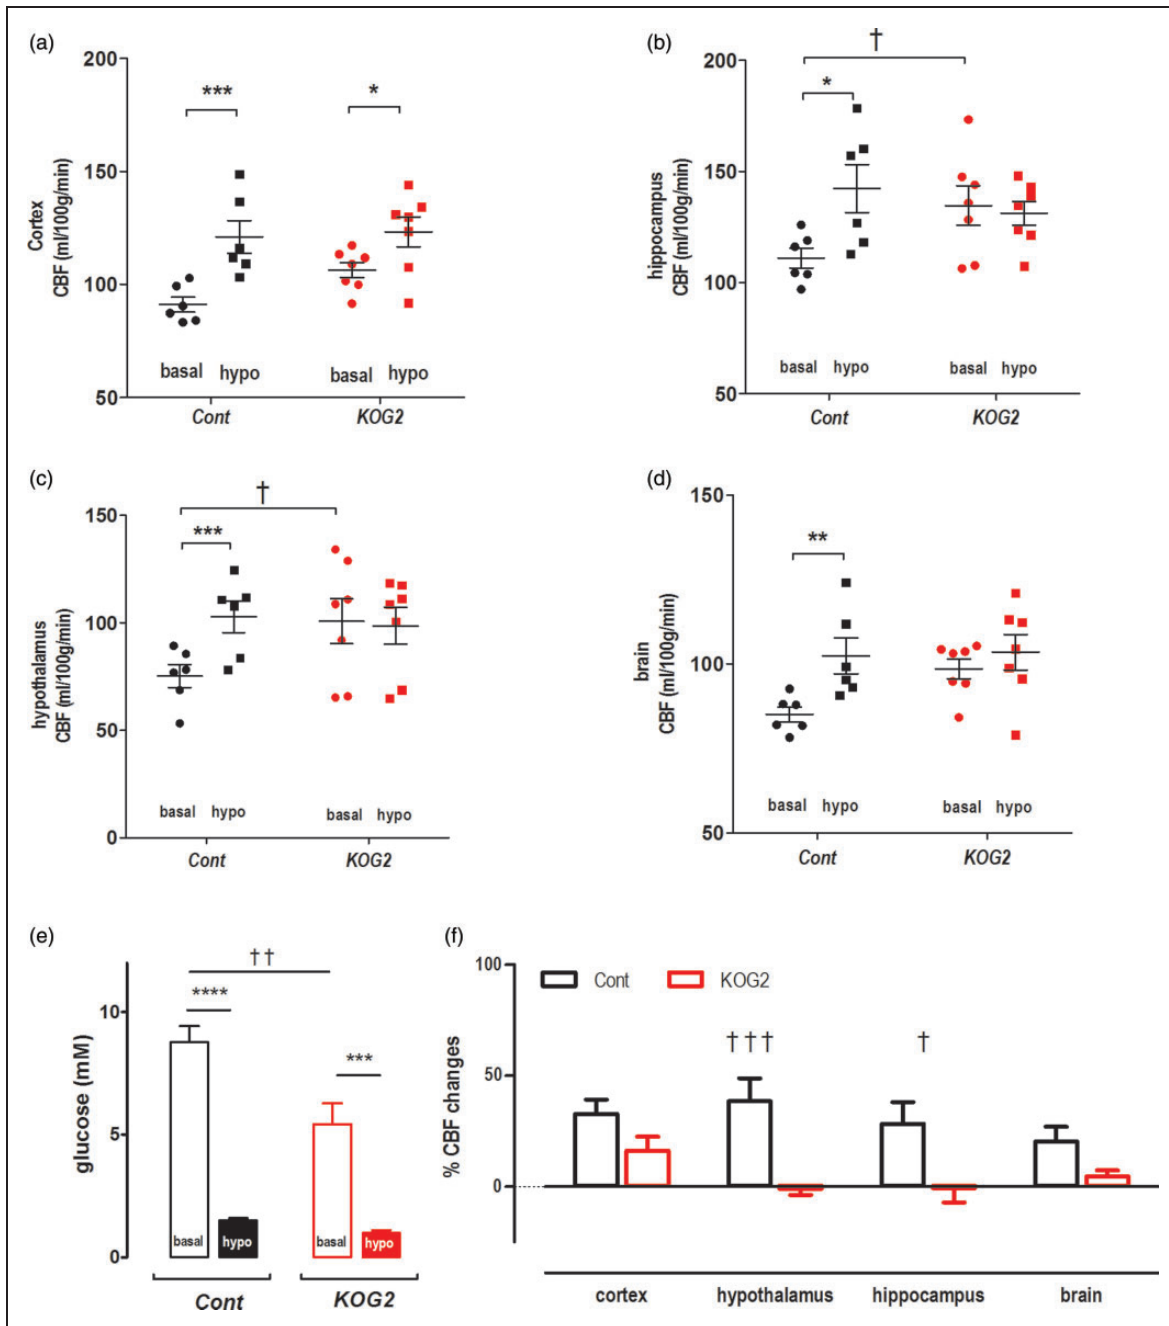 (a)
200
150
100
50
Cortex
CBF (ml/100g/min)
***
*
basal hypo basal hypo
Cont KOG2
(b)
200
150
100
50
hippocampus
CBF (ml/100g/min)
†
*
basal hypo basal hypo
Cont KOG2
(c)
150
100
50
0
hypothalamus
CBF (ml/100g/min)
†
***
basal hypo basal hypo
Cont KOG2
(d)
150
100
50
brain
CBF (ml/100g/min)
**
basal hypo basal hypo
Cont KOG2
(e)
10
5
0
glucose (mM)
††
****
***
basal hypo basal hypo
Cont KOG2
(f)
100
50
0
% CBF changes
Cont KOG2
††† †
cortex hypothalamus hippocampus brain